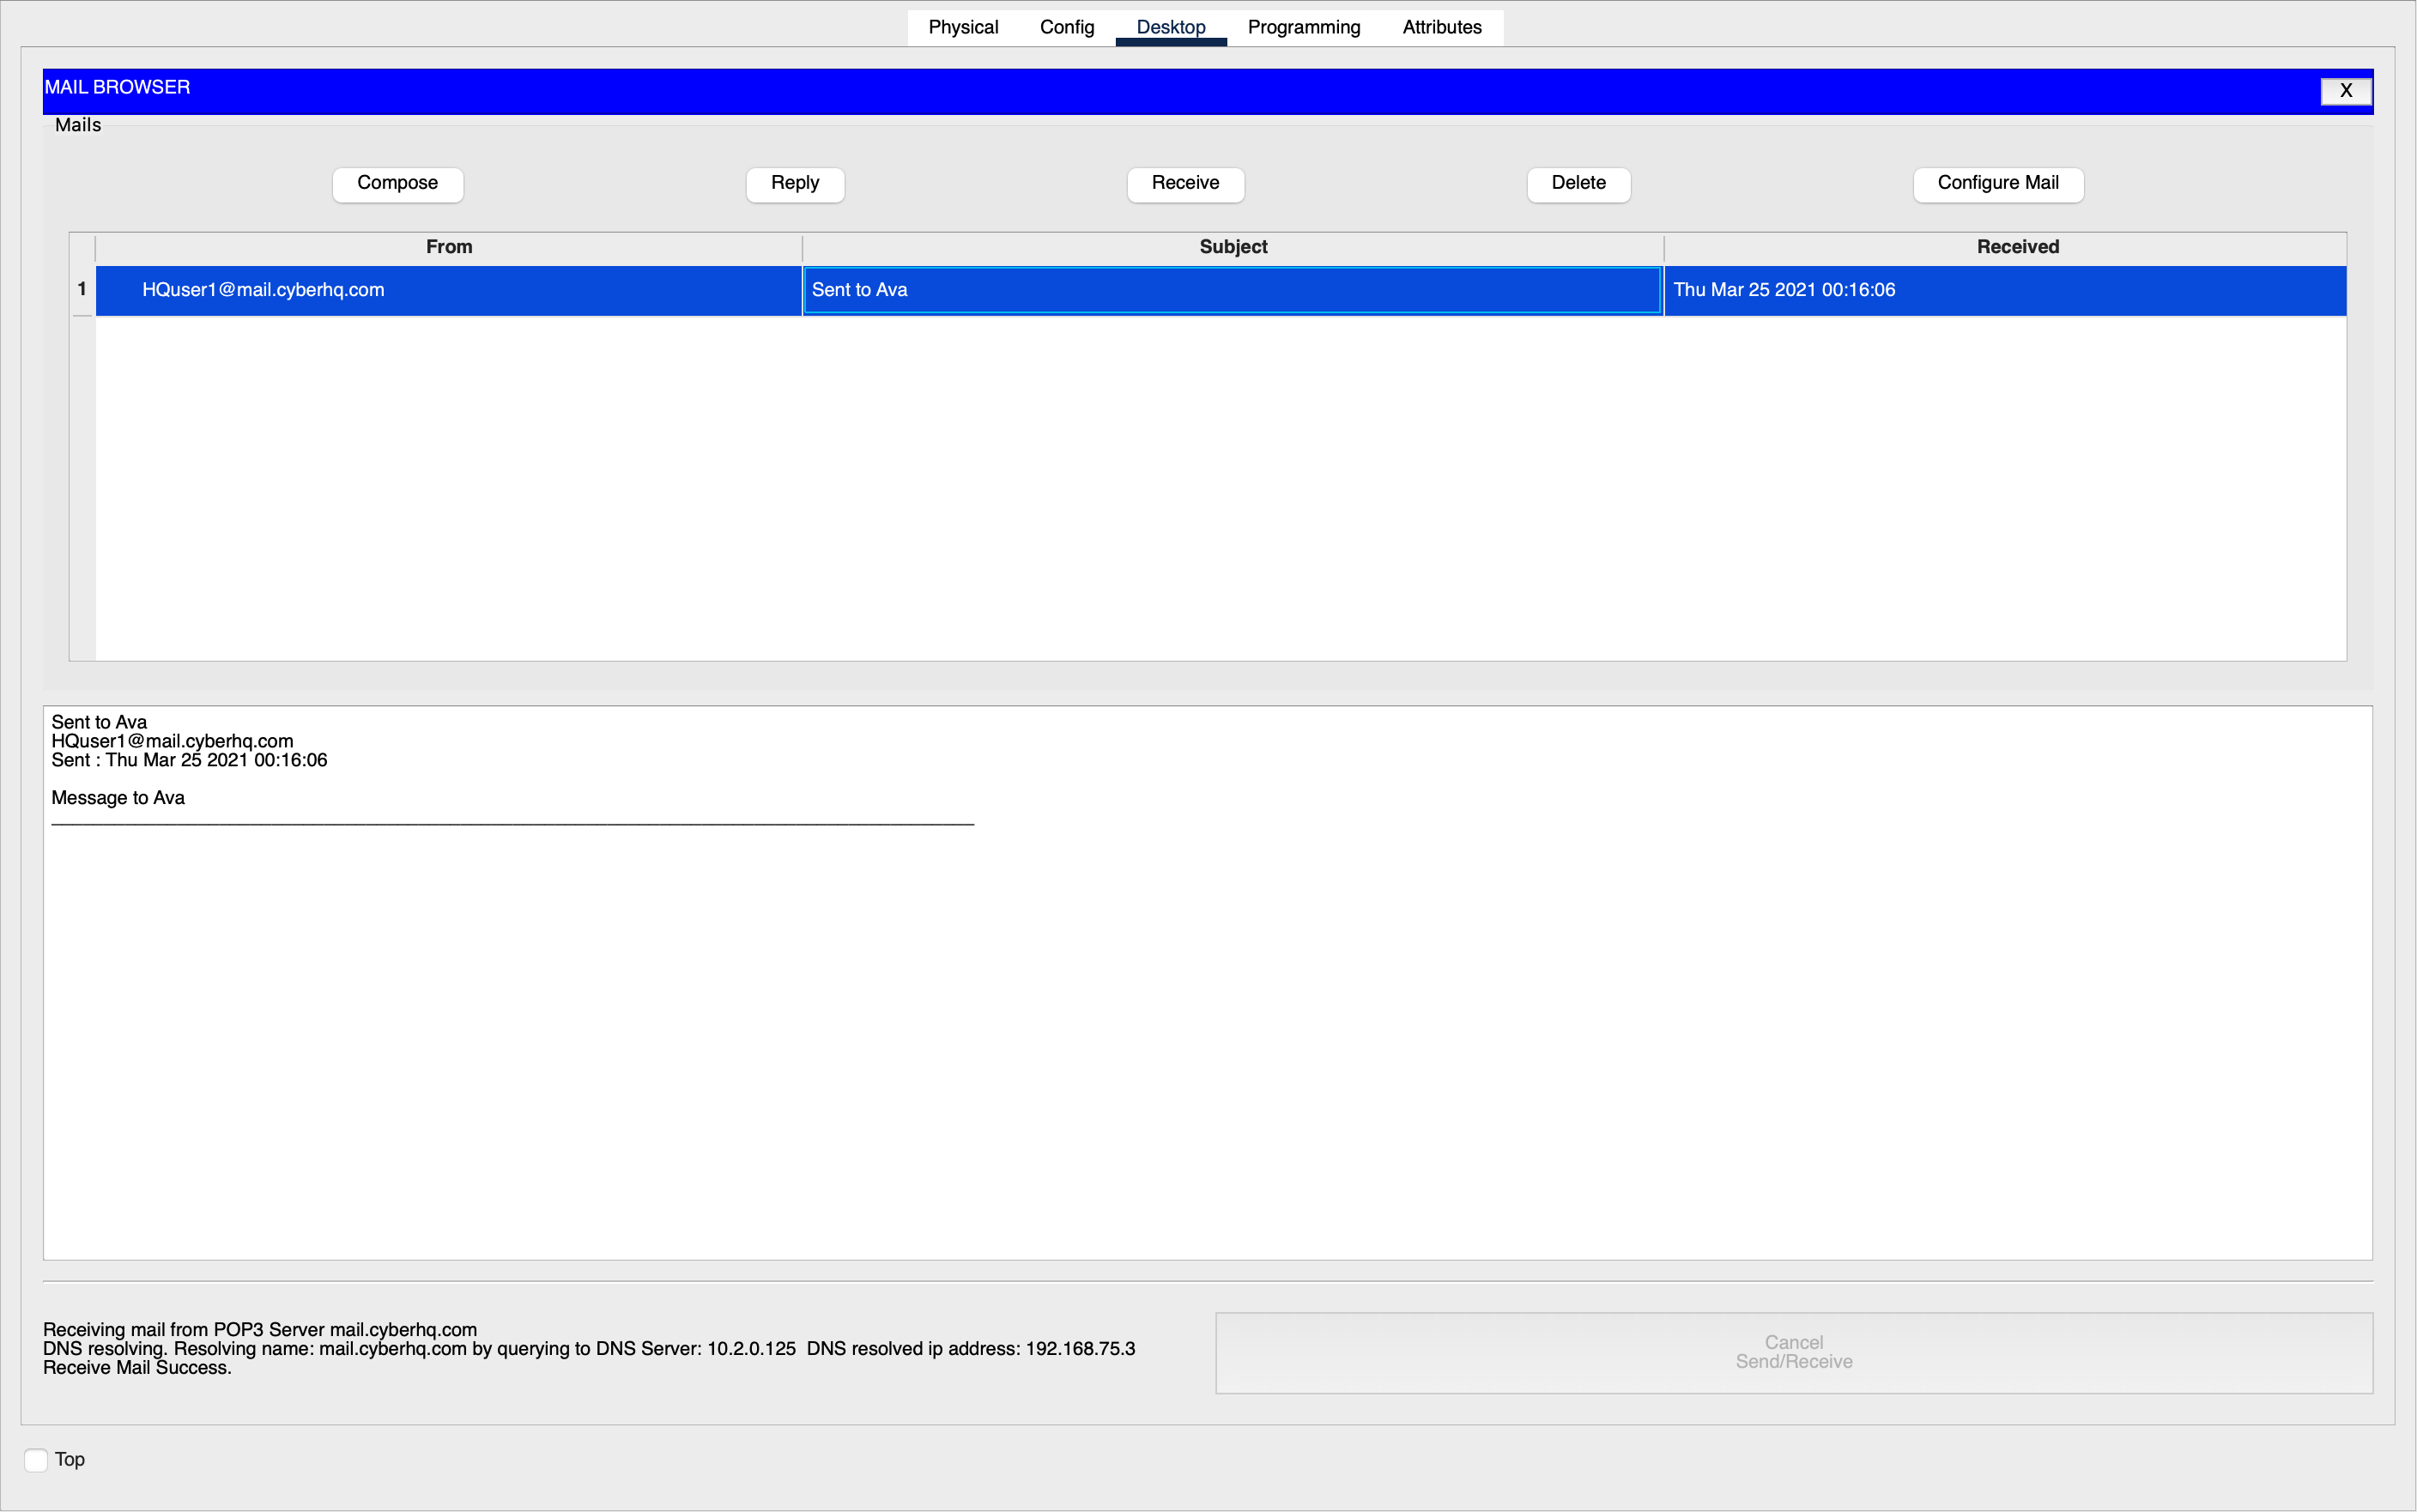 Physical Config Desktop Programming Attributes
MAIL BROWSER X
Mails
Compose Reply Receive Delete Configure Mail
From Subject Received
1 HQuser1@mail.cyberhq.com Sent to Ava Thu Mar 25 2021 00:16:06
Sent to Ava
HQuser1@mail.cyberhq.com
Sent : Thu Mar 25 2021 00:16:06
Message to Ava
Receiving mail from POP3 Server mail.cyberhq.com
DNS resolving. Resolving name: mail.cyberhq.com by querying to DNS Server: 10.2.0.125  DNS resolved ip address: 192.168.75.3
Receive Mail Success.
Cancel
Send/Receive
Top